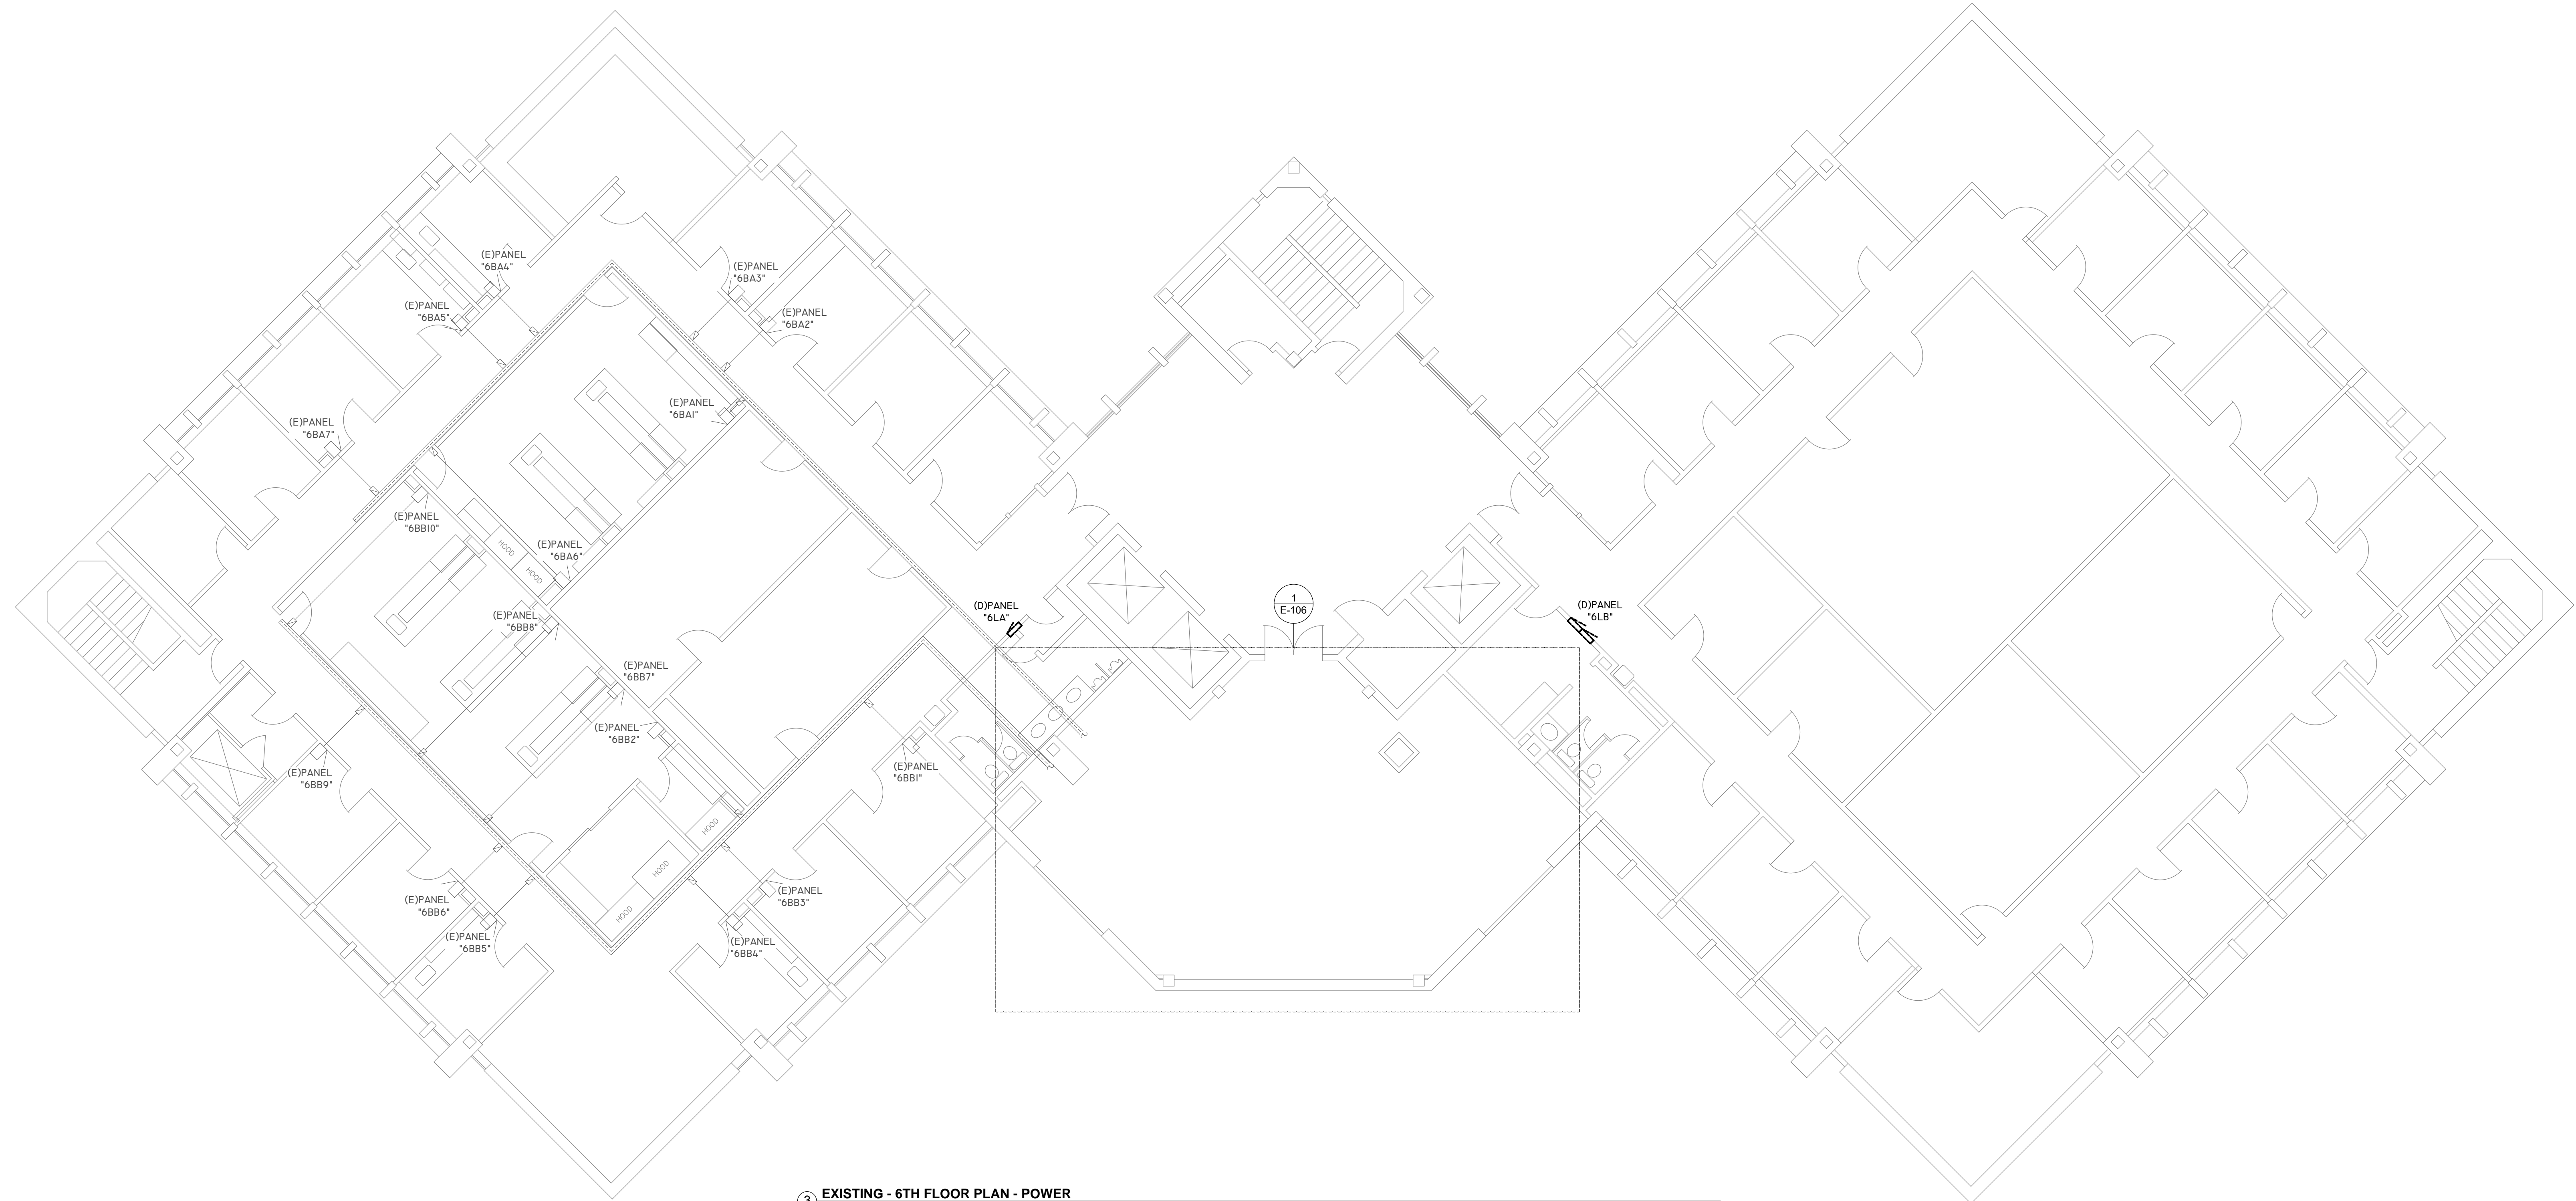 (E)PANEL
"6BA4"
(E)PANEL
"6BA3"
(E)PANEL
"6BA5"
(E)PANEL
"6BA2"
(E)PANEL
"6BA1"
(E)PANEL
"6BA7"
(E)PANEL
"6BB10"
HOOD
HOOD
(E)PANEL
"6BA6"
(E)PANEL
"6BB8"
(D)PANEL
"6LA"
1
E-106
(D)PANEL
"6LB"
(E)PANEL
"6BB7"
(E)PANEL
"6BB2"
(E)PANEL
"6BB9"
(E)PANEL
"6BB1"
HOOD
HOOD
HOOD
(E)PANEL
"6BB6"
(E)PANEL
"6BB3"
(E)PANEL
"6BB5"
(E)PANEL
"6BB4"
3 EXISTING - 6TH FLOOR PLAN - POWER